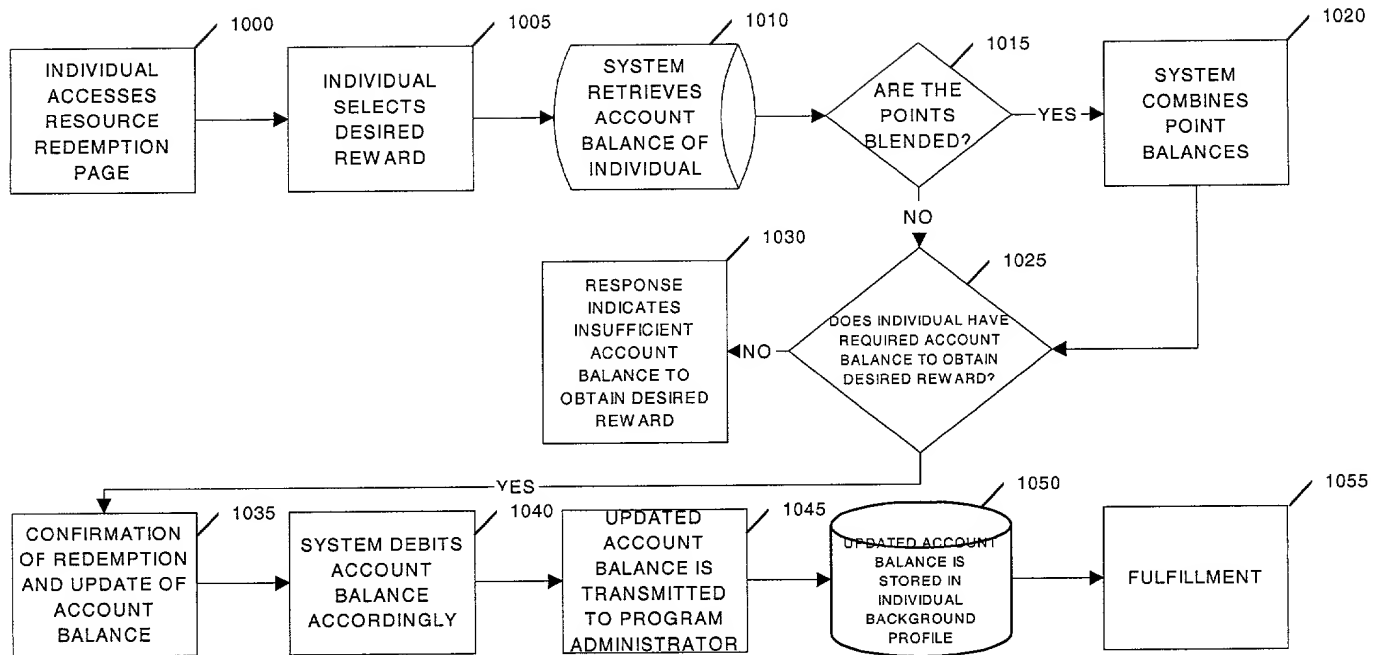 1000
INDIVIDUAL
ACCESSES
RESOURCE
REDEMPTION
PAGE
1005
INDIVIDUAL
SELECTS
DESIRED
REWARD
1010
SYSTEM
RETRIEVES
ACCOUNT
BALANCE OF
INDIVIDUAL
1015
ARE THE
POINTS
BLENDED?
YES
NO
1020
SYSTEM
COMBINES
POINT
BALANCES
1025
DOES INDIVIDUAL HAVE
REQUIRED ACCOUNT
BALANCE TO OBTAIN
DESIRED REWARD?
NO
YES
1030
RESPONSE
INDICATES
INSUFFICIENT
ACCOUNT
BALANCE TO
OBTAIN DESIRED
REWARD
1035
CONFIRMATION
OF REDEMPTION
AND UPDATE OF
ACCOUNT
BALANCE
1040
SYSTEM DEBITS
ACCOUNT
BALANCE
ACCORDINGLY
1045
UPDATED
ACCOUNT
BALANCE IS
TRANSMITTED
TO PROGRAM
ADMINISTRATOR
1050
UPDATED ACCOUNT
BALANCE IS
STORED IN
INDIVIDUAL
BACKGROUND
PROFILE
1055
FULFILLMENT